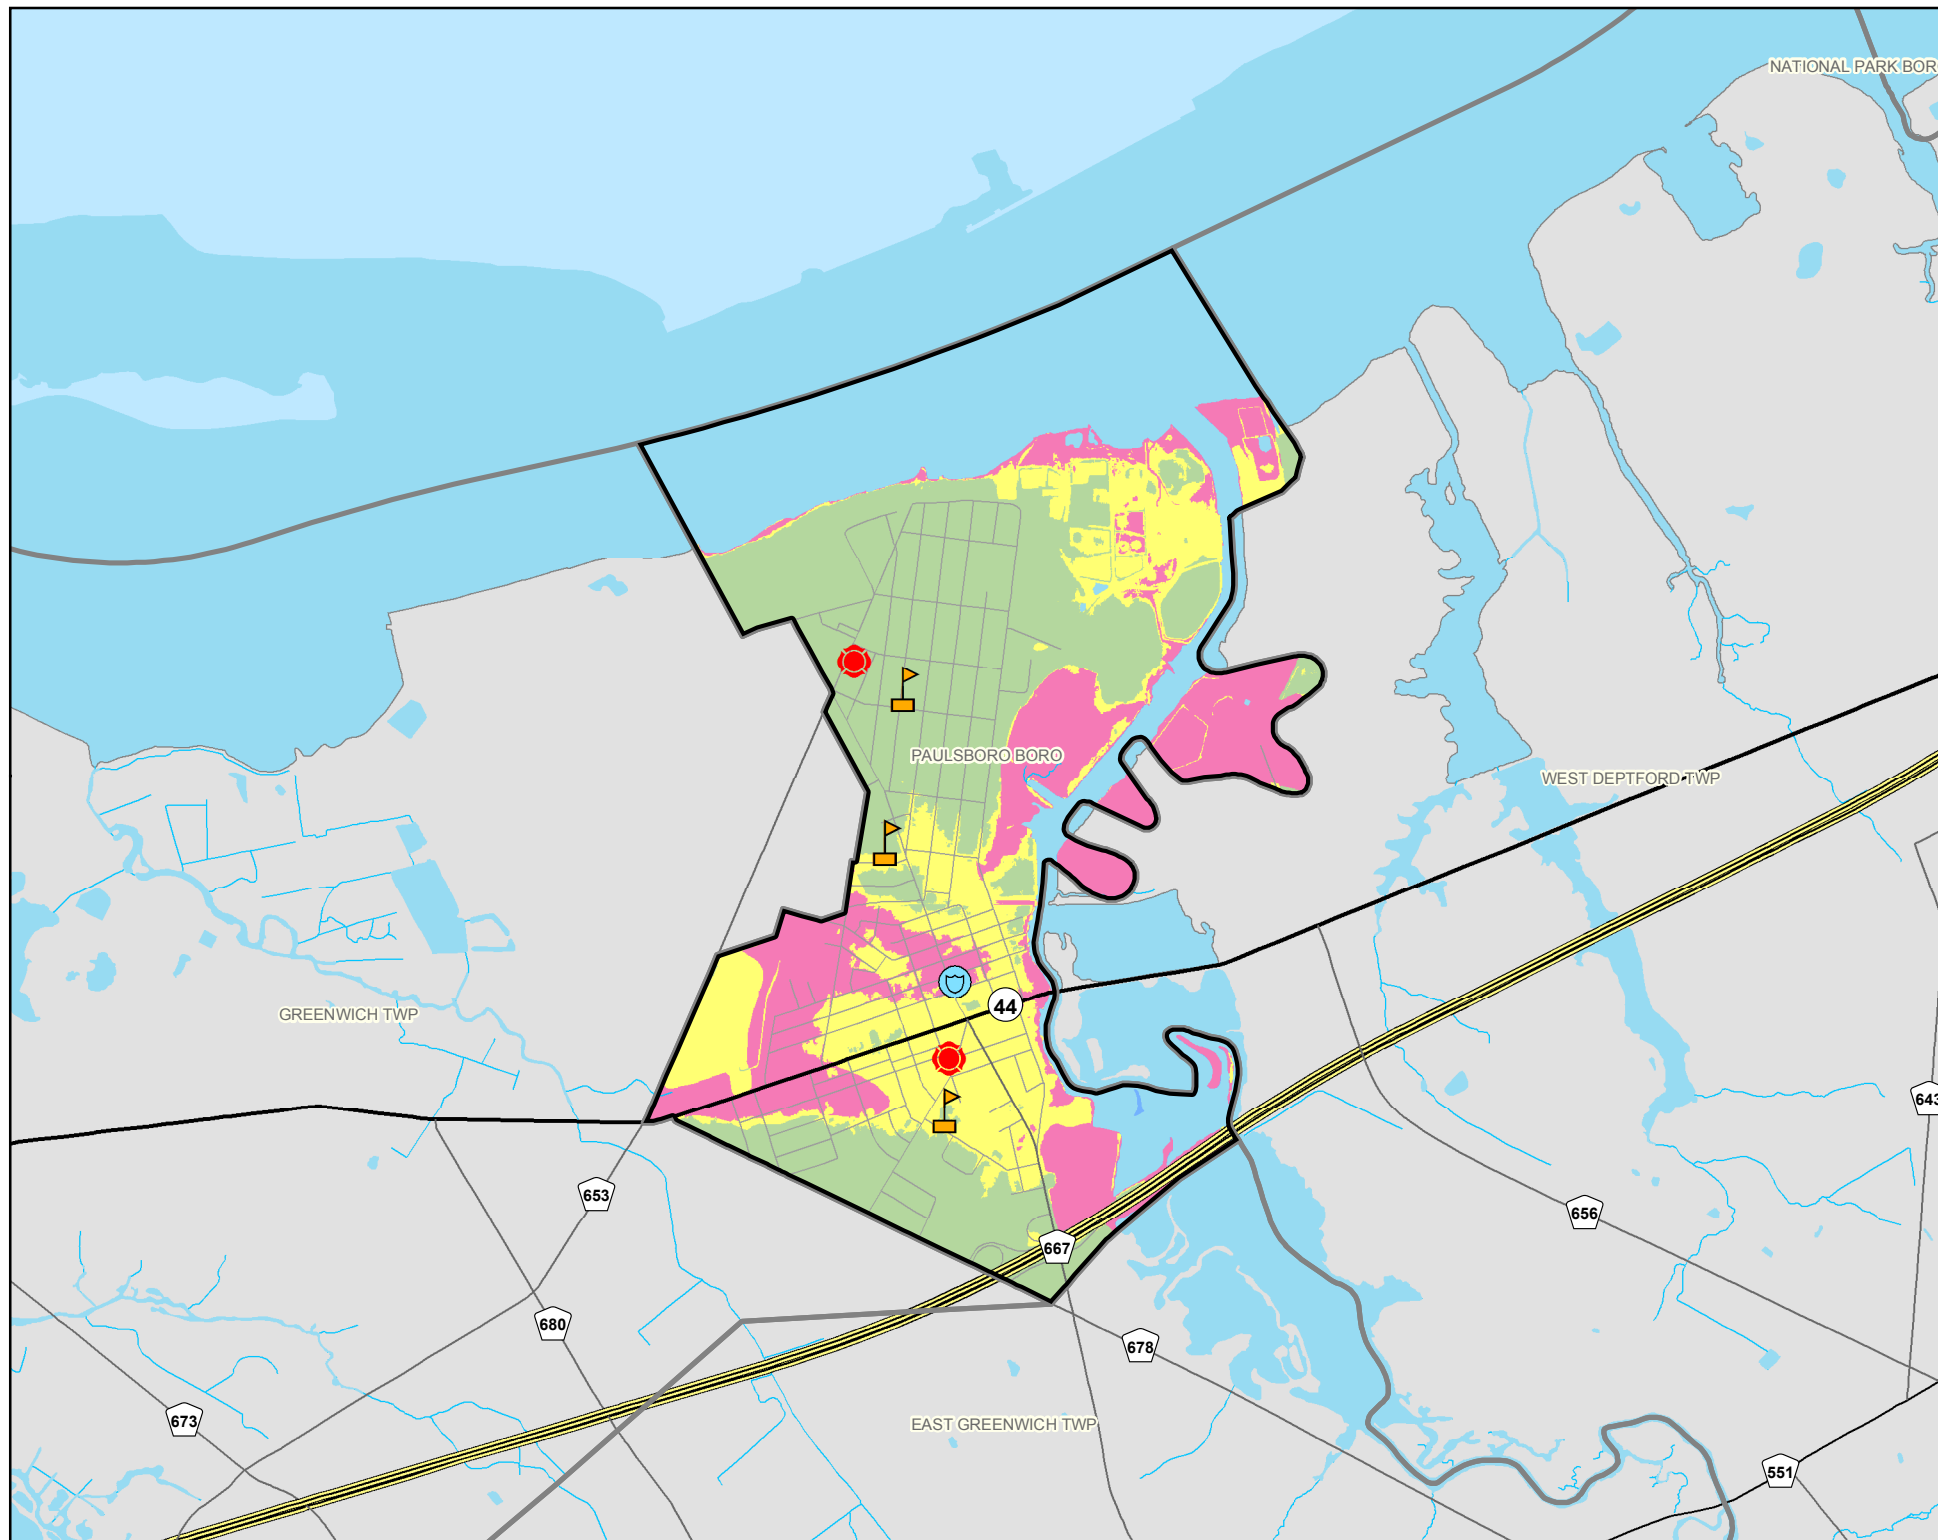 NATIONAL PARK BOR
PAULSBORO BORO
WEST DEPTFORD TWP
44
GREENWICH TWP
643
653
656
667
680
678
673
EAST GREENWICH TWP
551